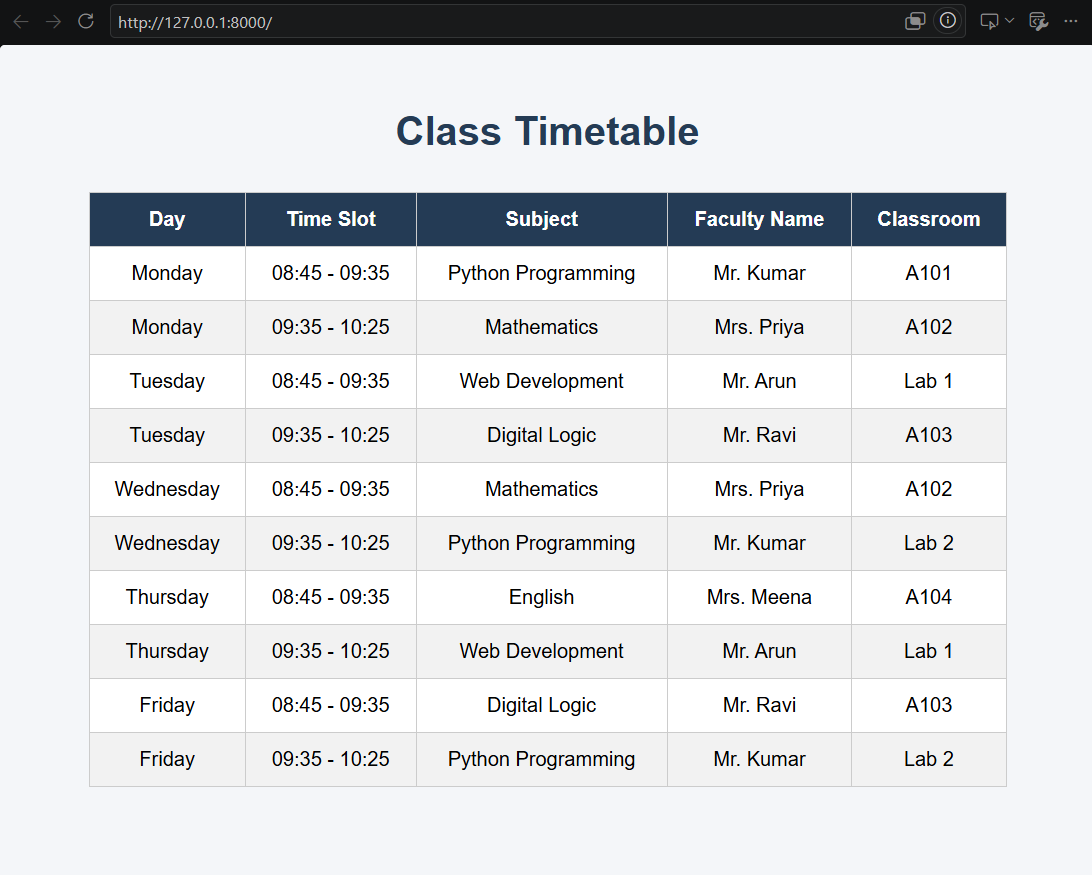 http://127.0.0.1:8000/
Class Timetable
Day Time Slot Subject Faculty Name Classroom
Monday 08:45 - 09:35 Python Programming Mr. Kumar A101
Monday 09:35 - 10:25 Mathematics Mrs. Priya A102
Tuesday 08:45 - 09:35 Web Development Mr. Arun Lab 1
Tuesday 09:35 - 10:25 Digital Logic Mr. Ravi A103
Wednesday 08:45 - 09:35 Mathematics Mrs. Priya A102
Wednesday 09:35 - 10:25 Python Programming Mr. Kumar Lab 2
Thursday 08:45 - 09:35 English Mrs. Meena A104
Thursday 09:35 - 10:25 Web Development Mr. Arun Lab 1
Friday 08:45 - 09:35 Digital Logic Mr. Ravi A103
Friday 09:35 - 10:25 Python Programming Mr. Kumar Lab 2